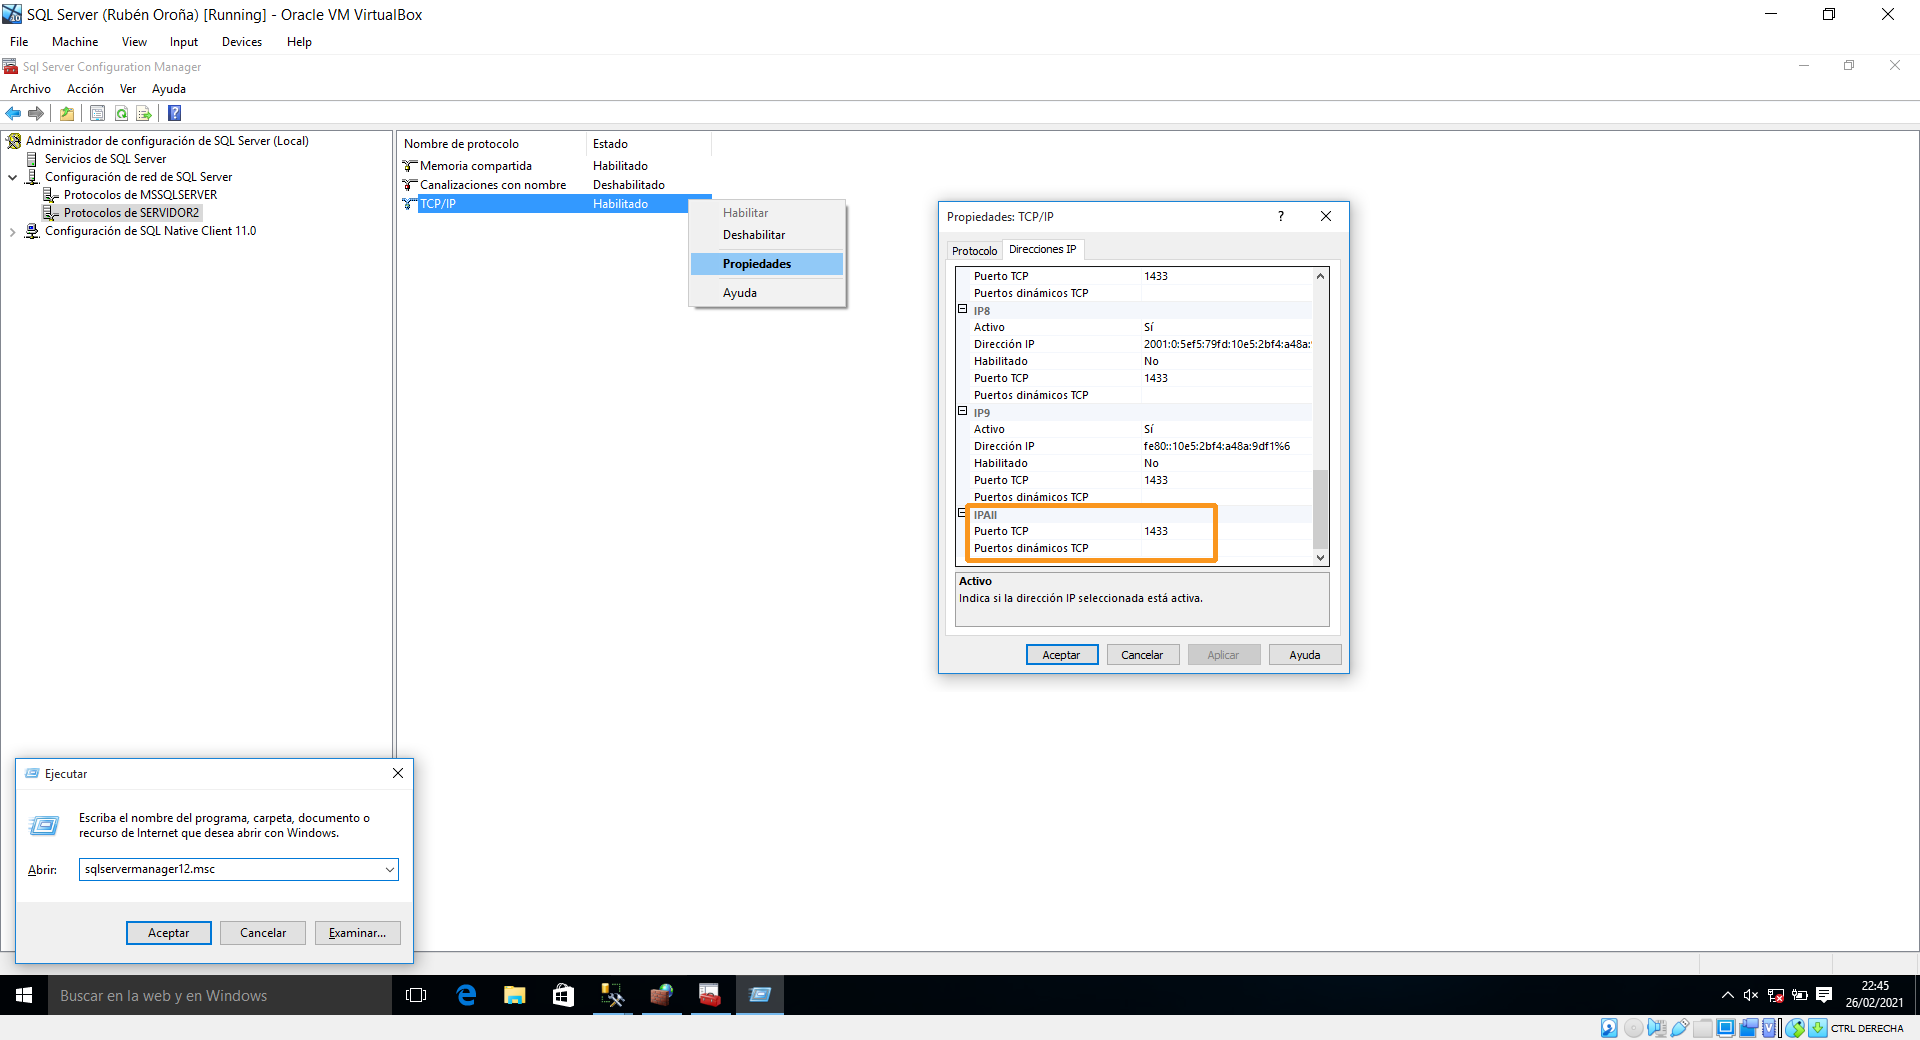 SQL Server (Rubén Oroña) [Running] - Oracle VM VirtualBox
File Machine View Input Devices Help
Sql Server Configuration Manager
Archivo Acción Ver Ayuda
Administrador de configuración de SQL Server (Local)
Servicios de SQL Server
Configuración de red de SQL Server
Protocolos de MSSQLSERVER
Protocolos de SERVIDOR2
Configuración de SQL Native Client 11.0
Nombre de protocolo Estado
Memoria compartida Habilitado
Canalizaciones con nombre Deshabilitado
TCP/IP Habilitado
Habilitar
Deshabilitar
Propiedades
Ayuda
Propiedades: TCP/IP ?
Protocolo Direcciones IP
Puerto TCP 1433
Puertos dinámicos TCP
IP8
Activo Sí
Dirección IP 2001:0:5ef5:79fd:10e5:2bf4:a48a:
Habilitado No
Puerto TCP 1433
Puertos dinámicos TCP
IP9
Activo Sí
Dirección IP fe80::10e5:2bf4:a48a:9df1%6
Habilitado No
Puerto TCP 1433
Puertos dinámicos TCP
IPAll
Puerto TCP 1433
Puertos dinámicos TCP
Activo
Indica si la dirección IP seleccionada está activa.
Aceptar Cancelar Aplicar Ayuda
Ejecutar
Escriba el nombre del programa, carpeta, documento o
recurso de Internet que desea abrir con Windows.
Abrir: sqlservermanager12.msc
Aceptar Cancelar Examinar...
Buscar en la web y en Windows
22:45
26/02/2021
CTRL DERECHA